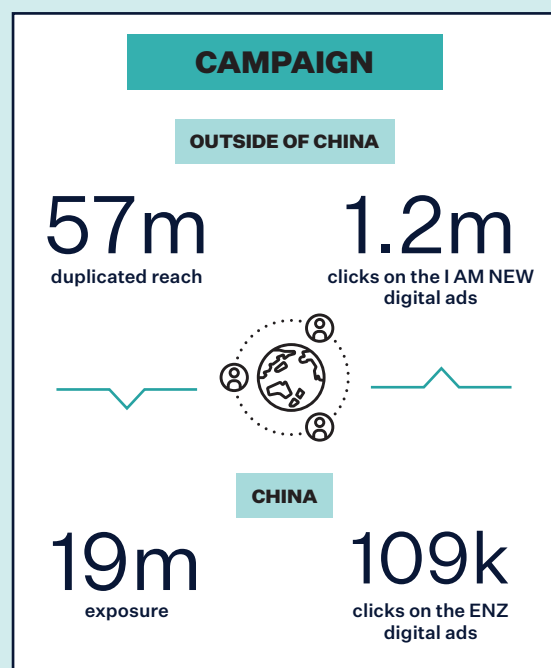 CAMPAIGN
OUTSIDE OF CHINA
57m
duplicated reach
1.2m
clicks on the I AM NEW
digital ads
CHINA
19m
exposure
109k
clicks on the ENZ
digital ads